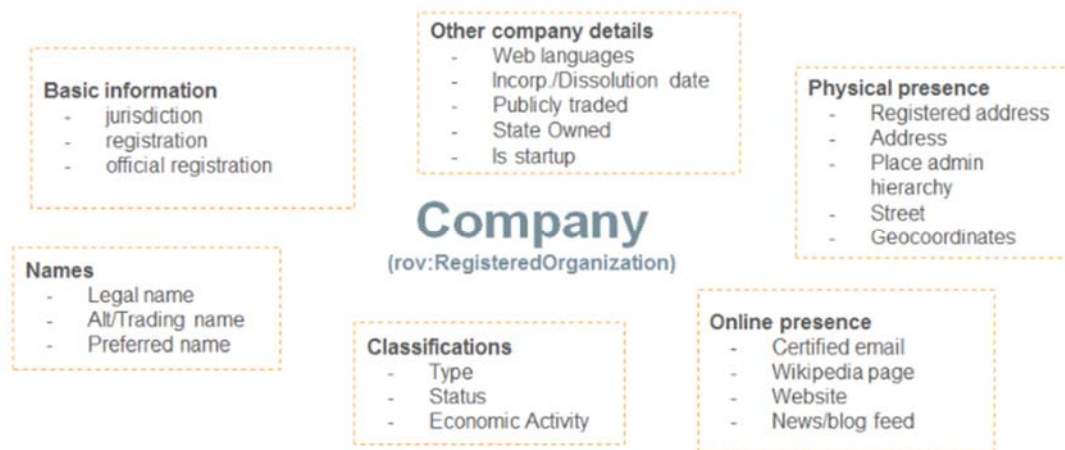 Other company details
- Web languages
- Incorp./Dissolution date
- Publicly traded
- State Owned
- Is startup
Basic information
- jurisdiction
- registration
- official registration
Physical presence
- Registered address
- Address
- Place admin
hierarchy
- Street
- Geocoordinates
Company
(rov:RegisteredOrganization)
Names
- Legal name
- Alt/Trading name
- Preferred name
Classifications
- Type
- Status
- Economic Activity
Online presence
- Certified email
- Wikipedia page
- Website
- News/blog feed